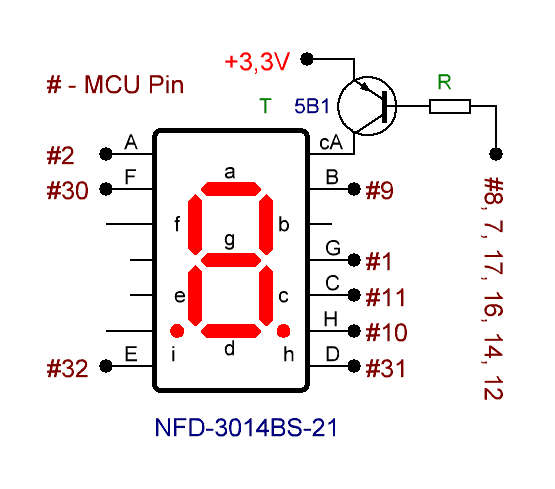 +3,3V
# - MCU Pin
R
T
5B1
#2
A
cA
#30
F
a
B
#9
f
b
#8, 7, 17, 16, 14, 12
g
G
#1
e
c
C
#11
H
#10
i
d
h
#32
E
D
#31
NFD-3014BS-21